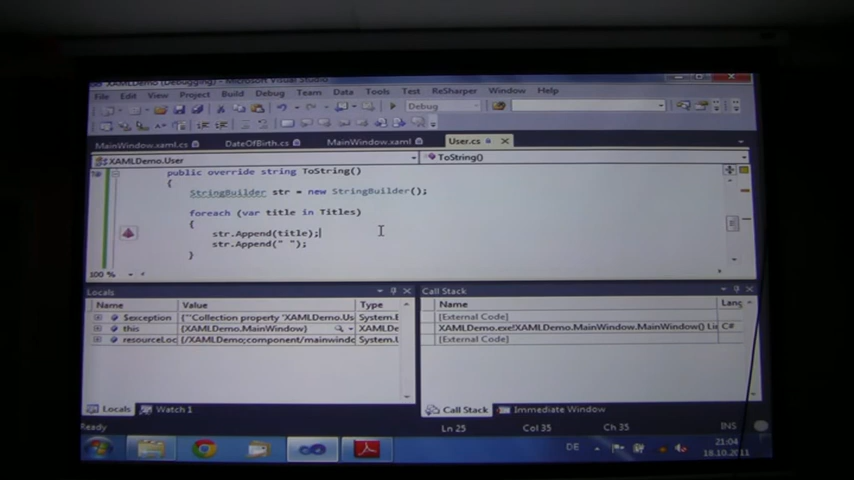 XAMLDemo (Debugging) - Microsoft Visual Studio
File Edit View Project Build Debug Team Data Tools Test ReSharper Window Help
Debug
MainWindow.xaml.cs DateOfBirth.cs MainWindow.xaml User.cs
XAMLDemo.User ToString()
public override string ToString()
{
StringBuilder str = new StringBuilder();
foreach (var title in Titles)
{
str.Append(title);
str.Append(" ");
}
100 %
Locals
Name Value Type
$exception {"'Collection property 'XAMLDemo.Us System.E
this {XAMLDemo.MainWindow} XAMLDe
resourceLoc {/XAMLDemo;component/mainwindo System.U
Locals Watch 1
Call Stack
Name Lang
[External Code]
XAMLDemo.exe!XAMLDemo.MainWindow.MainWindow() Li C#
[External Code]
Call Stack Immediate Window
Ready Ln 25 Col 35 Ch 35 INS
DE
21:04
18.10.2011